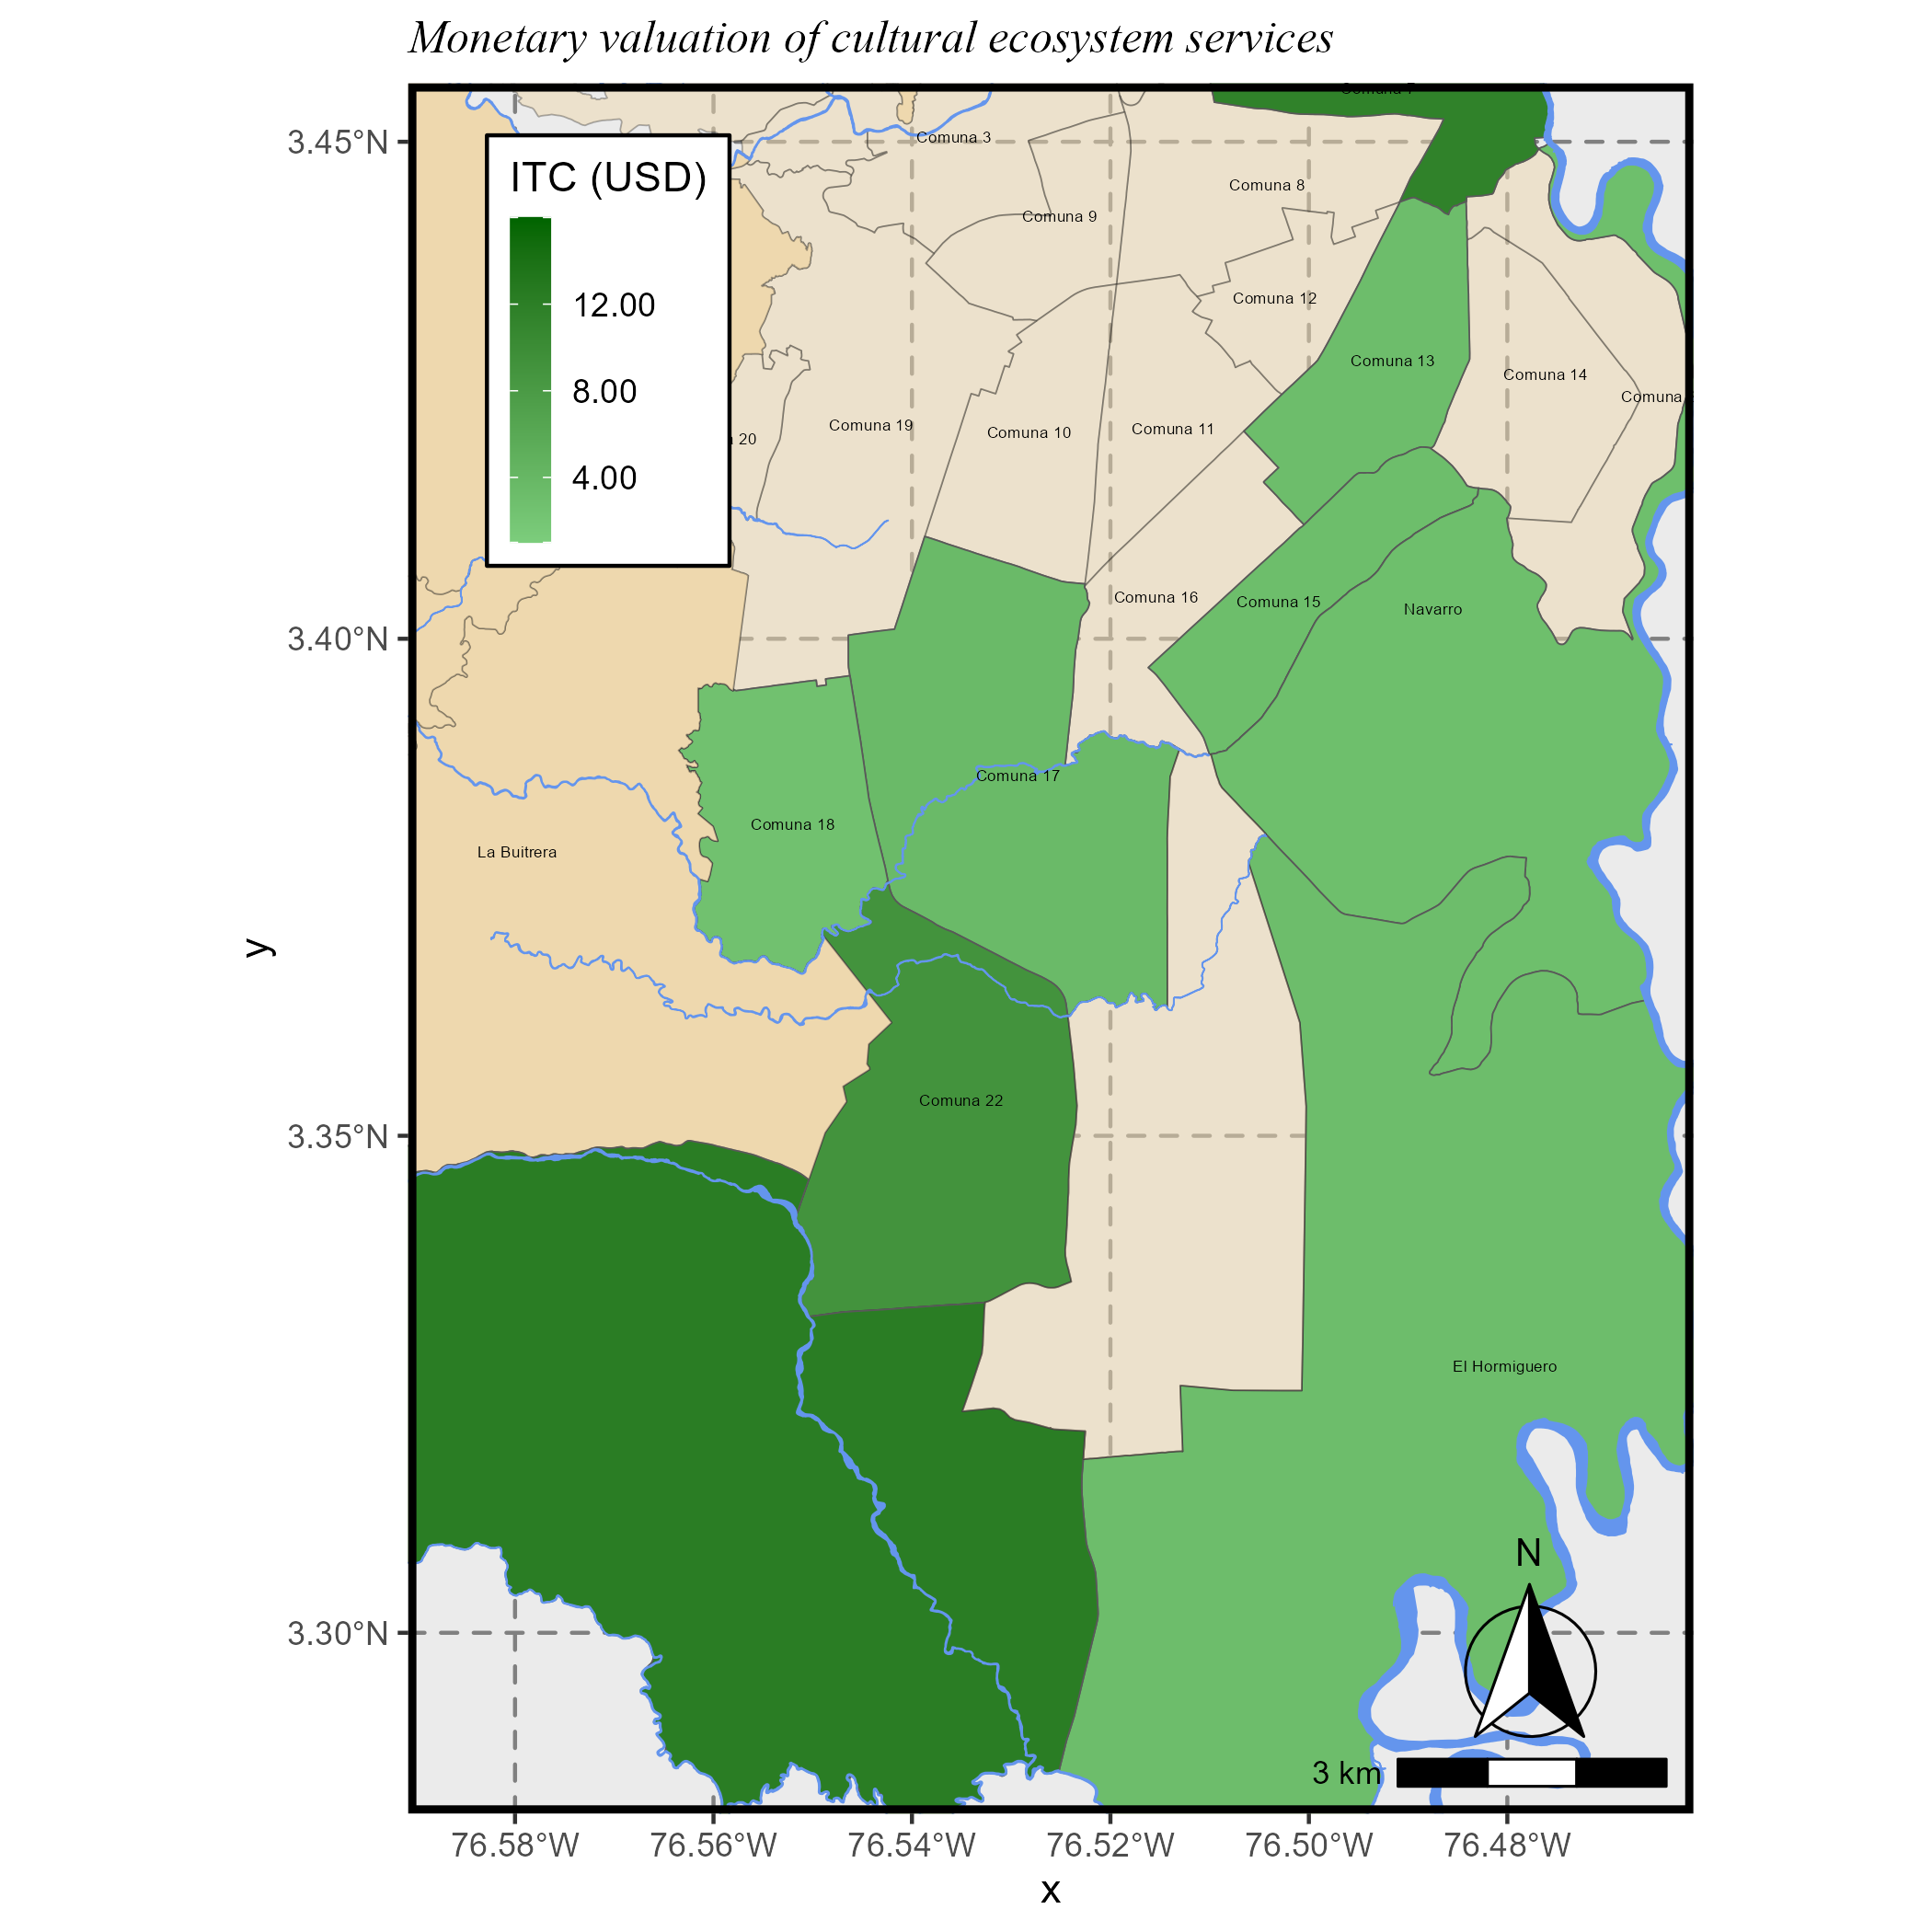 Monetary valuation of cultural ecosystem services
3.45°N
3.40°N
3.35°N
3.30°N
y
ITC (USD)
12.00
8.00
4.00
Comuna 3
Comuna 8
Comuna 9
Comuna 12
Comuna 13
Comuna 14
Comuna
Comuna 19
Comuna 10
Comuna 11
20
Comuna 16
Comuna 15
Navarro
Comuna 17
Comuna 18
La Buitrera
Comuna 22
El Hormiguero
N
3 km
76.58°W 76.56°W 76.54°W 76.52°W 76.50°W 76.48°W
x